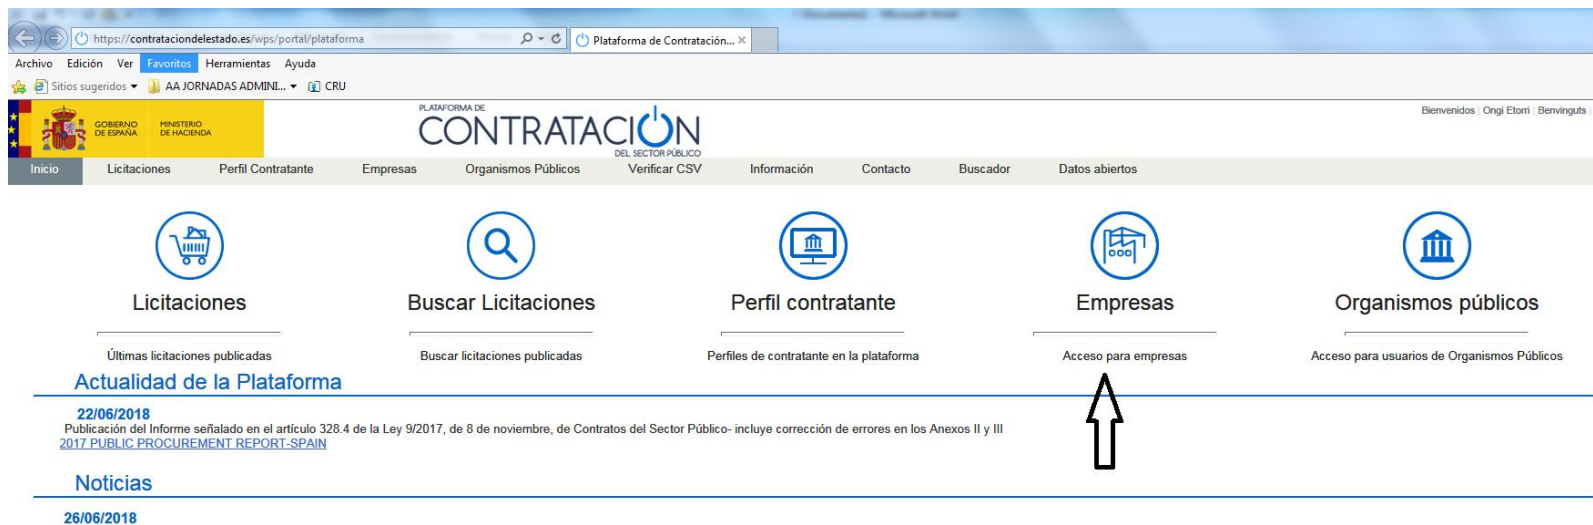 https://contrataciondelestado.es/wps/portal/plataforma
Plataforma de Contratación...
Archivo Edición Ver Favoritos Herramientas Ayuda
Sitios sugeridos AA JORNADAS ADMINI... CRU
GOBIERNO DE ESPAÑA
MINISTERIO DE HACIENDA
PLATAFORMA DE
CONTRATACIÓN
DEL SECTOR PÚBLICO
Bienvenidos | Ongi Etorri | Benvinguts |
Inicio Licitaciones Perfil Contratante Empresas Organismos Públicos Verificar CSV Información Contacto Buscador Datos abiertos
Licitaciones Buscar Licitaciones Perfil contratante Empresas Organismos públicos
Últimas licitaciones publicadas Buscar licitaciones publicadas Perfiles de contratante en la plataforma Acceso para empresas Acceso para usuarios de Organismos Públicos
Actualidad de la Plataforma
22/06/2018
Publicación del Informe señalado en el artículo 328.4 de la Ley 9/2017, de 8 de noviembre, de Contratos del Sector Público- incluye corrección de errores en los Anexos II y III
2017 PUBLIC PROCUREMENT REPORT-SPAIN
Noticias
26/06/2018